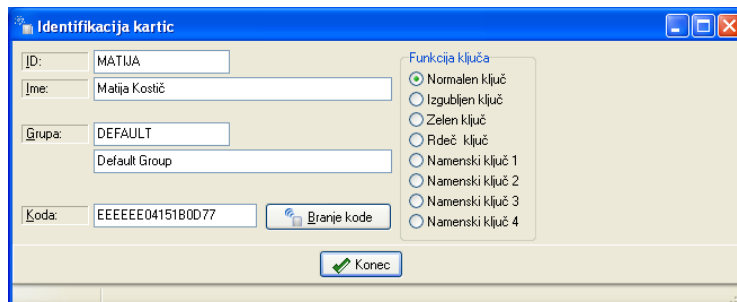 Identifikacija kartic
ID: MATIJA
Ime: Matija Kostič
Grupa: DEFAULT
Default Group
Koda: EEEEEE04151B0D77 Branje kode
Funkcija ključa
Normalen ključ
Izgubljen ključ
Zelen ključ
Rdeč ključ
Namenski ključ 1
Namenski ključ 2
Namenski ključ 3
Namenski ključ 4
Konec